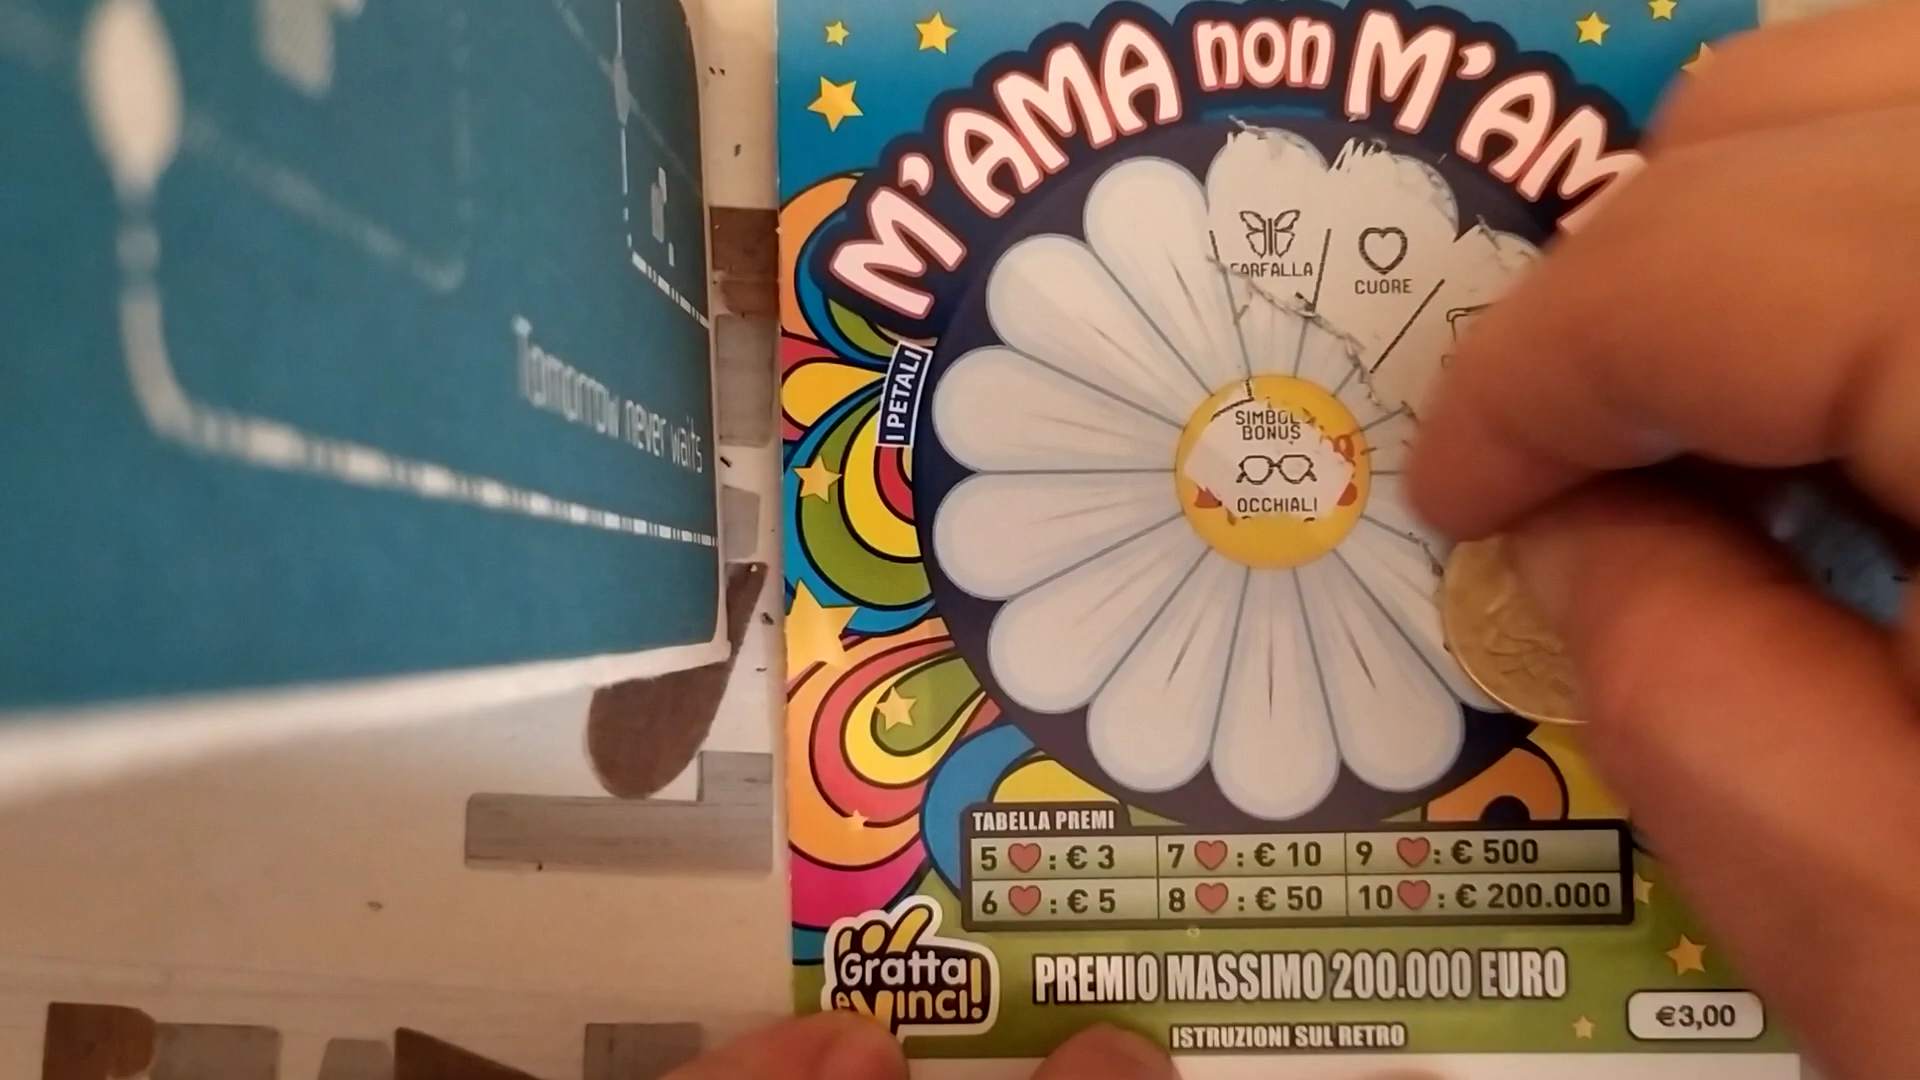 M'AMA non M'AM
I PETALI
FARFALLA
CUORE
SIMBOLO
BONUS
OCCHIALI
Tomorrow never waits
TABELLA PREMI
5 ❤: € 3
7 ❤: € 10
9 ❤: € 500
6 ❤: € 5
8 ❤: € 50
10 ❤: € 200.000
Gratta
e Vinci!
PREMIO MASSIMO 200.000 EURO
€3,00
ISTRUZIONI SUL RETRO